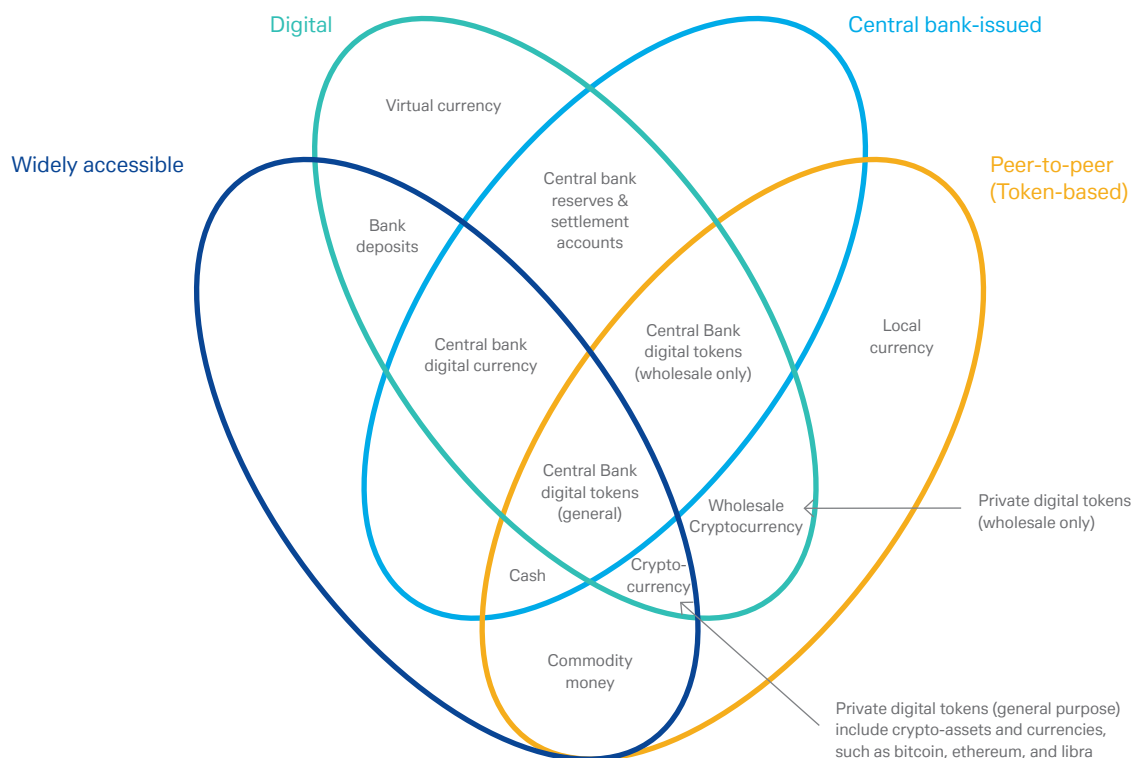 Digital
Central bank-issued
Virtual currency
Widely accessible
Peer-to-peer
(Token-based)
Central bank
reserves &
settlement
accounts
Bank
deposits
Local
currency
Central bank
digital currency
Central Bank
digital tokens
(wholesale only)
Central Bank
digital tokens
(general)
Wholesale
Cryptocurrency
Private digital tokens
(wholesale only)
Cash
Crypto-
currency
Commodity
money
Private digital tokens (general purpose)
include crypto-assets and currencies,
such as bitcoin, ethereum, and libra